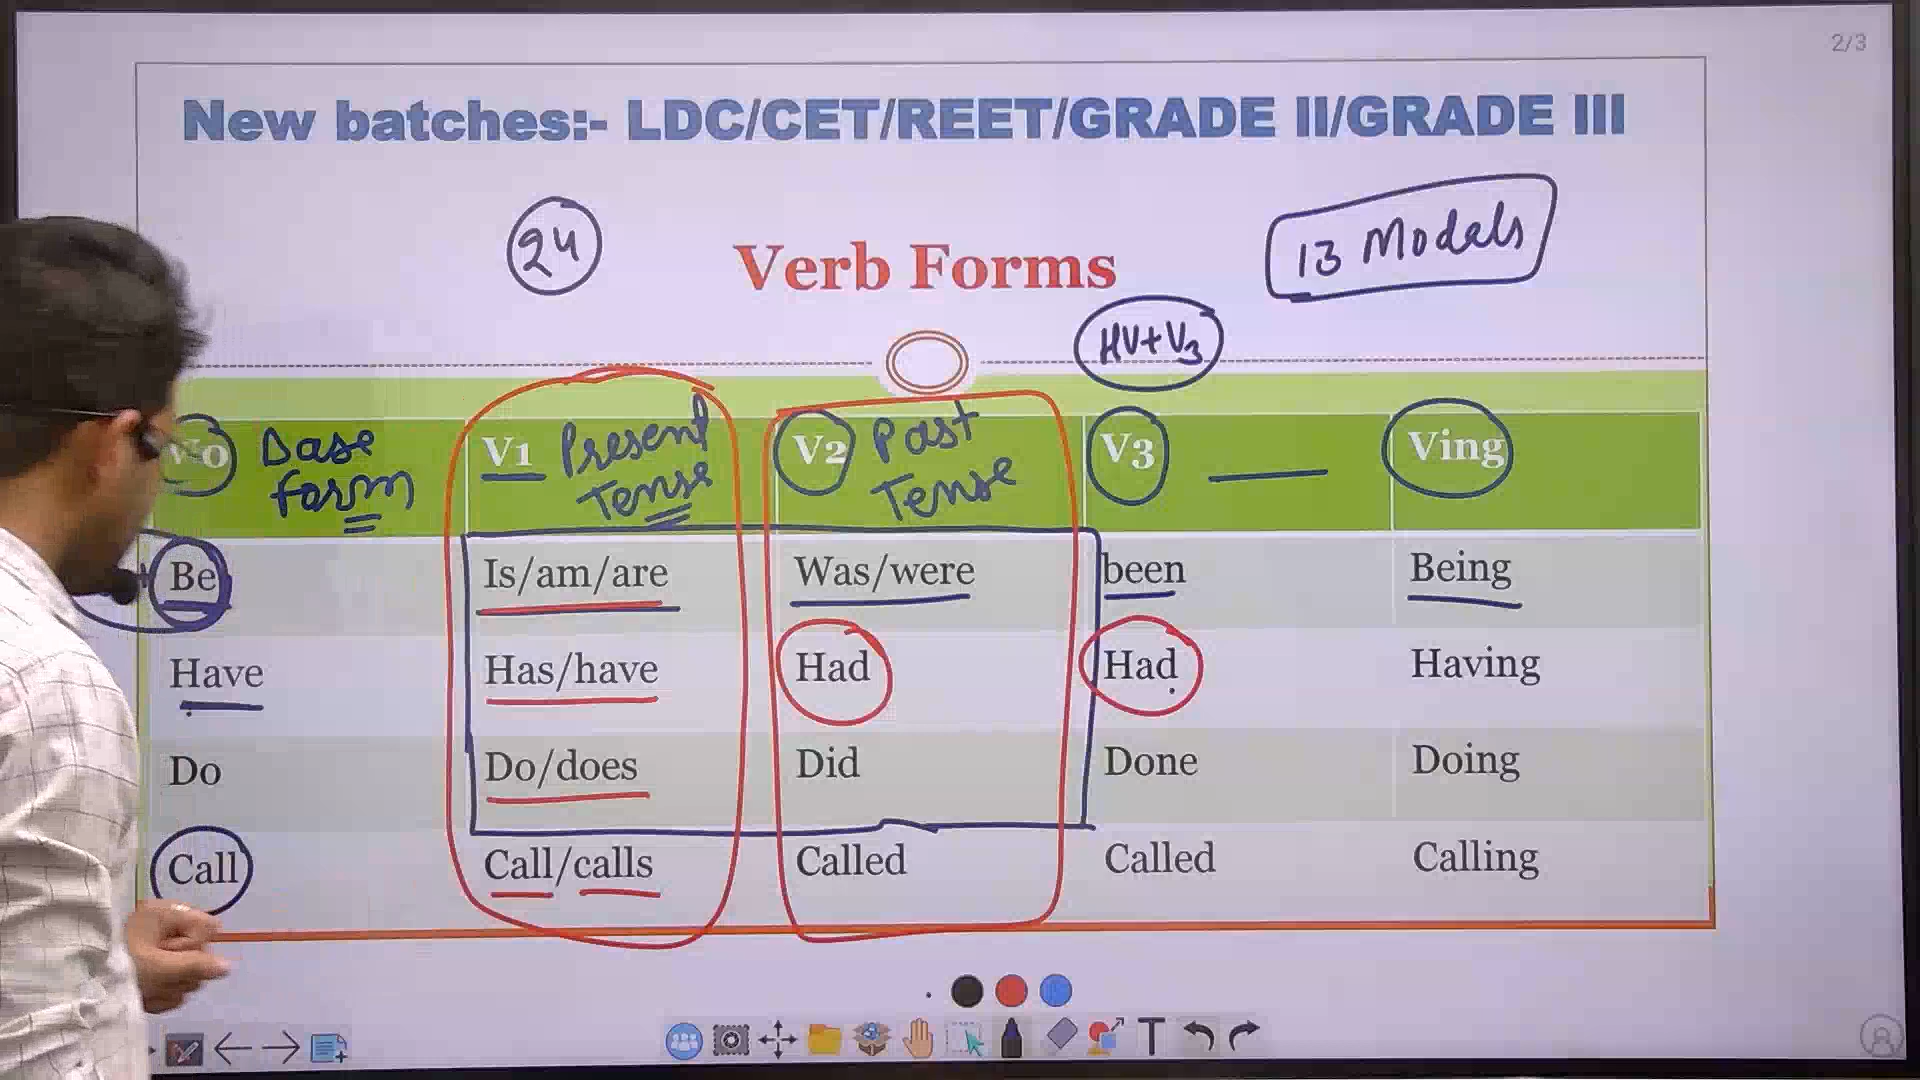 2/3
New batches:- LDC/CET/REET/GRADE II/GRADE III
24
Verb Forms
13 Modals
HV+V3
V0 Base form V1 Present Tense V2 Past Tense V3 Ving
Be Is/am/are Was/were been Being
Have Has/have Had Had Having
Do Do/does Did Done Doing
Call Call/calls Called Called Calling
T